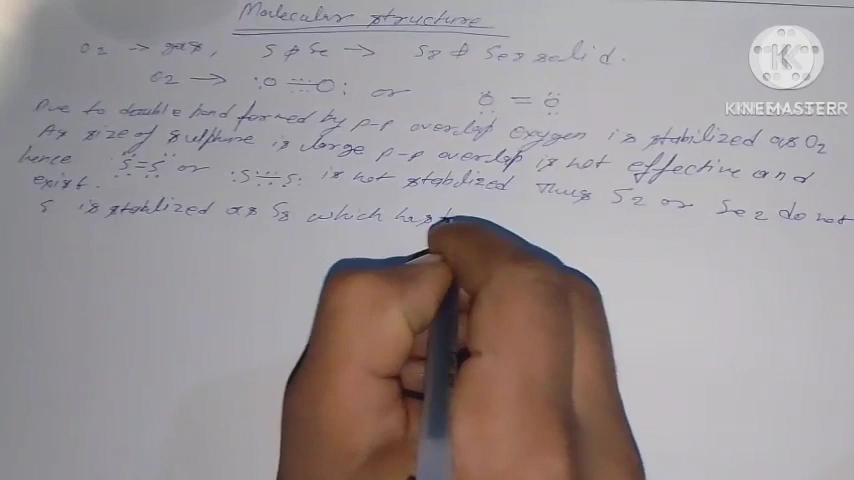 Molecular structure
O2 → gas, S & Se → S8 & Se8 solid.
O2 → :O ::: O: or Ö = Ö
Due to double bond formed by p-p overlap oxygen is stabilized as O2
As size of sulphure is large p-p overlap is not effective and
hence S=S or :S ::: S: is not stabilized Thus S2 or Se2 do not
exist.
S is stabilized as S8 which has
K
KINEMASTER